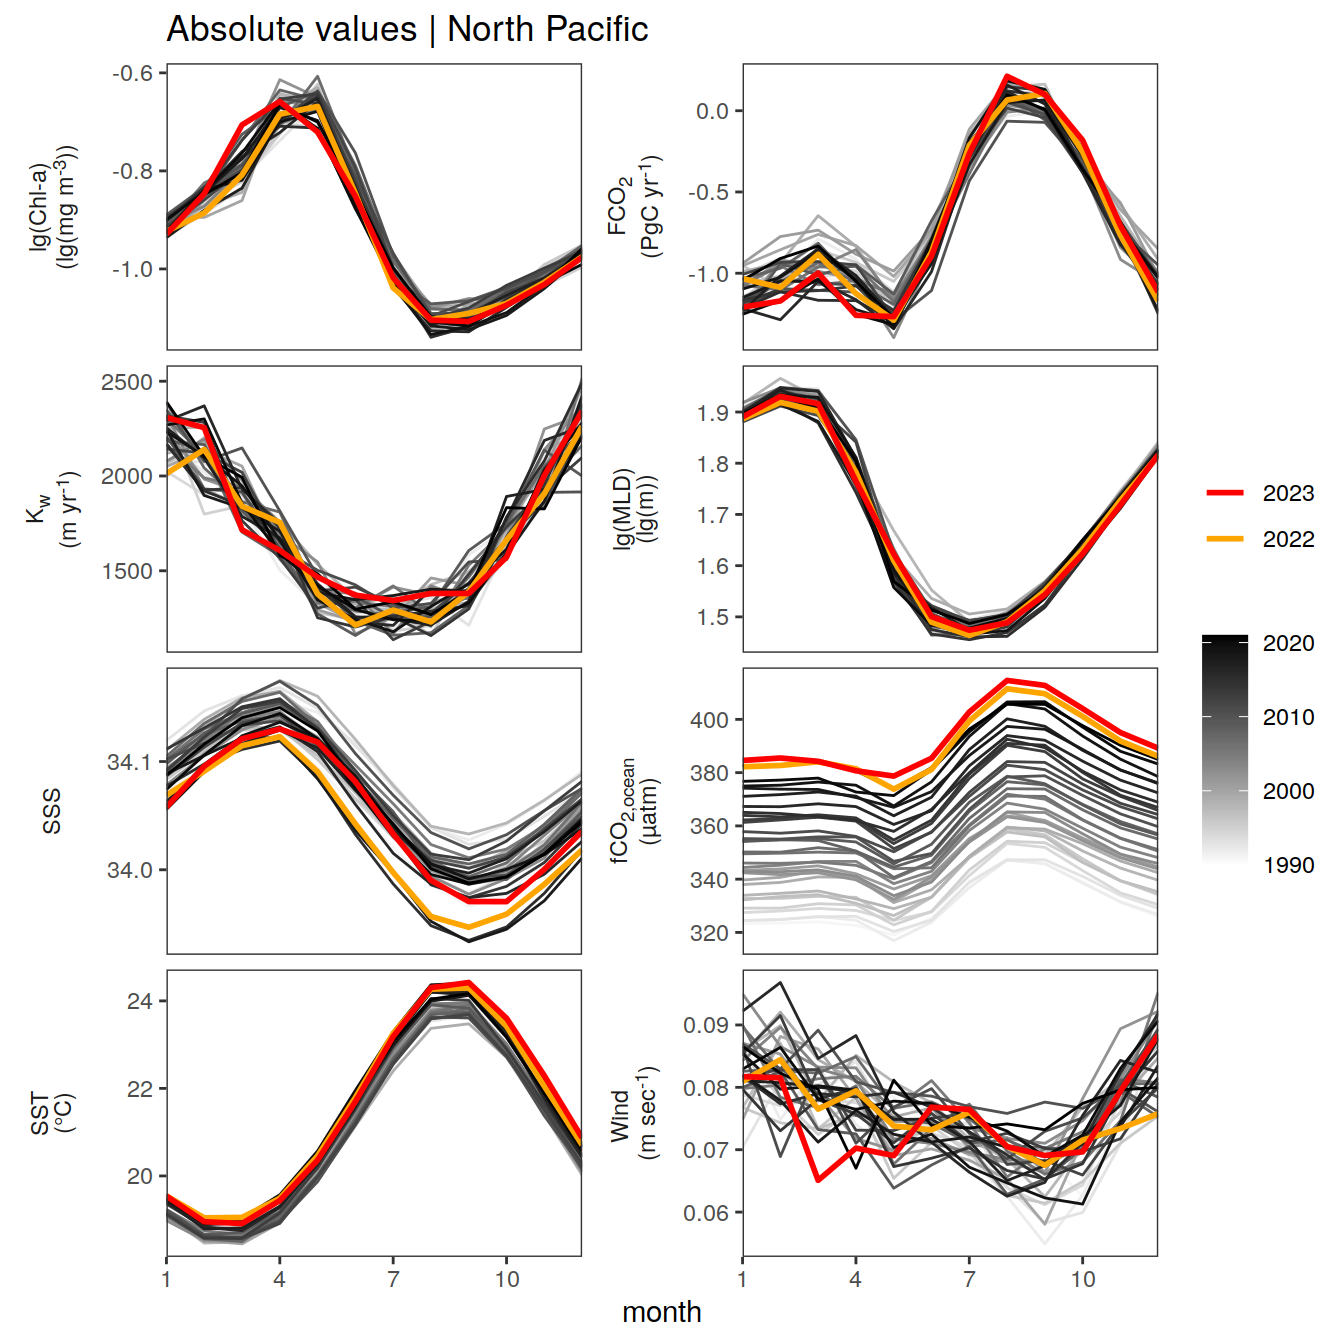 Absolute values | North Pacific
lg(Chl-a)
(lg(mg m-3))
-0.6
-0.8
-1.0
FCO2
(PgC yr-1)
0.0
-0.5
-1.0
Kw
(m yr-1)
2500
2000
1500
lg(MLD)
(lg(m))
1.9
1.8
1.7
1.6
1.5
SSS
34.1
34.0
fCO2,ocean
(µatm)
400
380
360
340
320
SST
(°C)
24
22
20
Wind
(m sec-1)
0.09
0.08
0.07
0.06
1 4 7 10
1 4 7 10
month
2023
2022
2020
2010
2000
1990